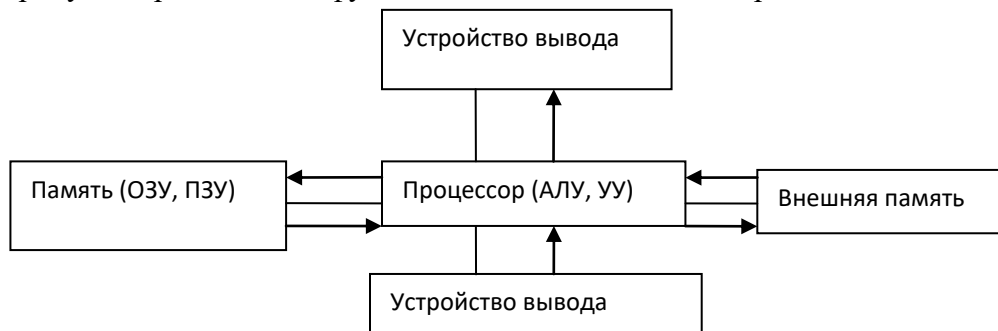 Устройство вывода
Память (ОЗУ, ПЗУ)
Процессор (АЛУ, УУ)
Внешняя память
Устройство вывода